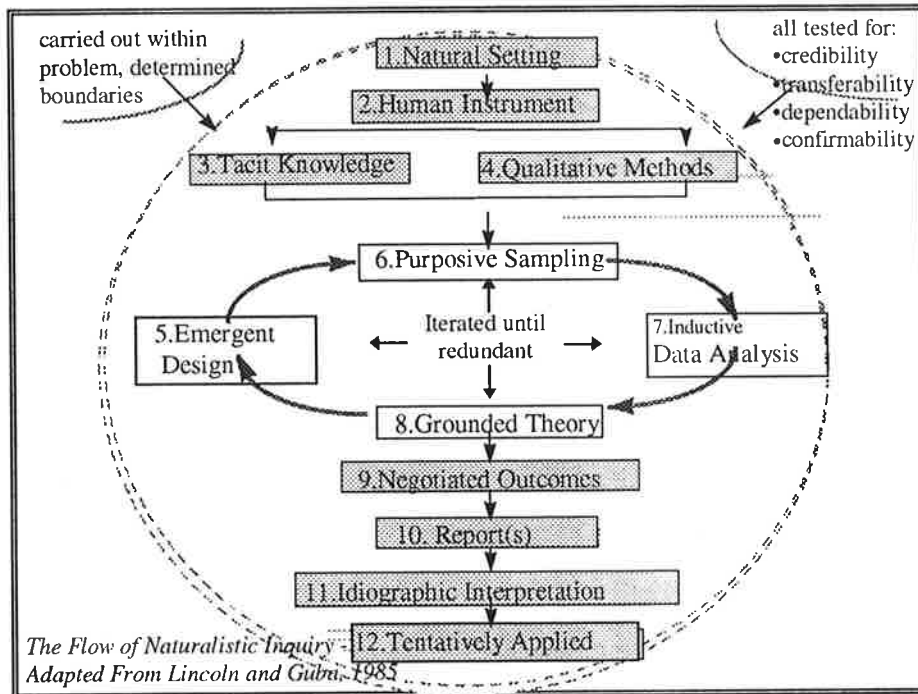 carried out within
problem, determined
boundaries
all tested for:
•credibility
•transferability
•dependability
•confirmability
1.Natural Setting
2.Human Instrument
3.Tacit Knowledge
4.Qualitative Methods
6.Purposive Sampling
5.Emergent
Design
Iterated until
redundant
7.Inductive
Data Analysis
8.Grounded Theory
9.Negotiated Outcomes
10. Report(s)
11.Idiographic Interpretation
12.Tentatively Applied
The Flow of Naturalistic Inquiry -
Adapted From Lincoln and Guba, 1985